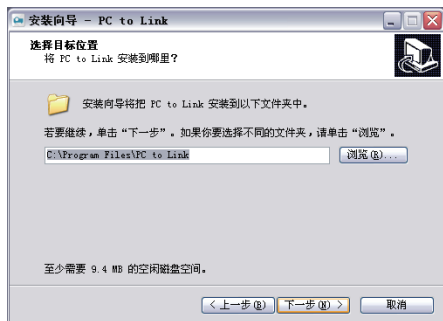 安装向导 - PC to Link
选择目标位置
将 PC to Link 安装到哪里？
安装向导将把 PC to Link 安装到以下文件夹中。
若要继续，单击“下一步”。如果你要选择不同的文件夹，请单击“浏览”。
C:\Program Files\PC to Link
浏览(R)...
至少需要 9.4 MB 的空闲磁盘空间。
< 上一步(B) 下一步(N) > 取消